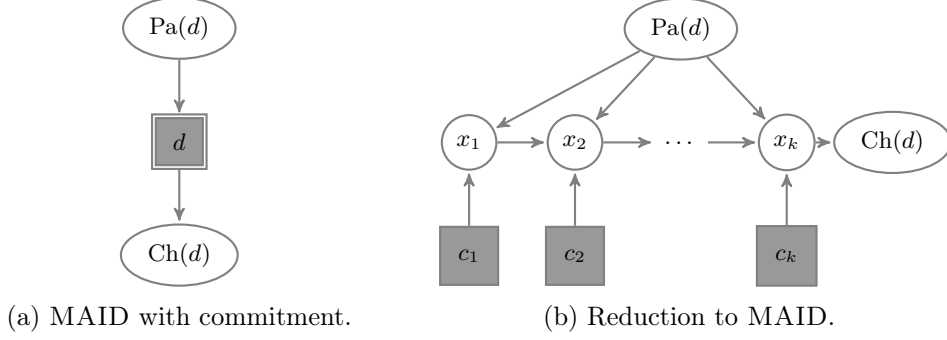 Pa(d)
d
Ch(d)
(a) MAID with commitment.
Pa(d)
x₁ x₂ ⋯ xₖ Ch(d)
c₁ c₂ cₖ
(b) Reduction to MAID.